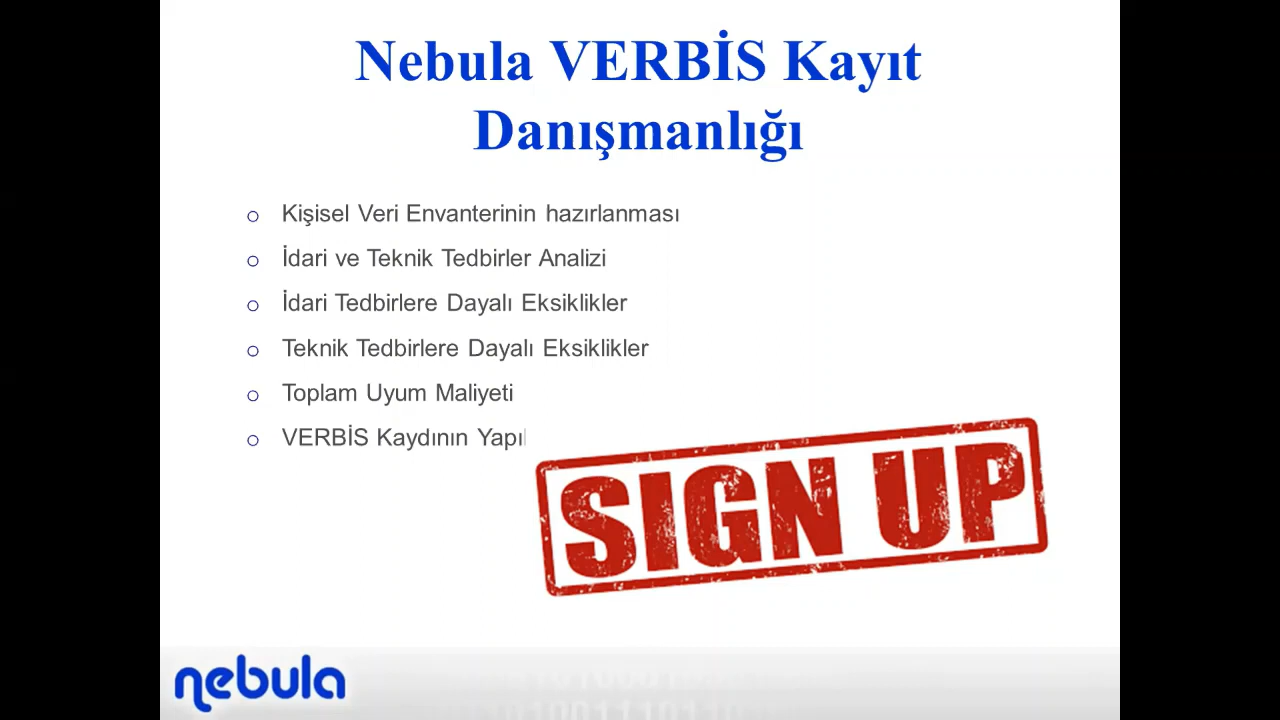 Nebula VERBİS Kayıt
Danışmanlığı
o Kişisel Veri Envanterinin hazırlanması
o İdari ve Teknik Tedbirler Analizi
o İdari Tedbirlere Dayalı Eksiklikler
o Teknik Tedbirlere Dayalı Eksiklikler
o Toplam Uyum Maliyeti
o VERBİS Kaydının
SIGN UP
nebula